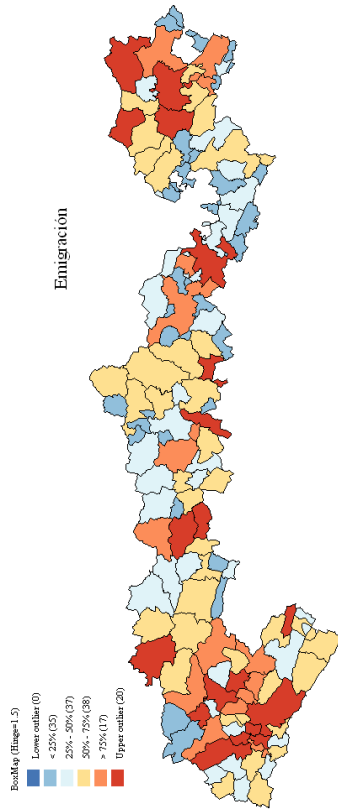 Emigración
BoxMap (Hinge=1.5)
Lower outlier (0)
< 25% (35)
25% - 50% (37)
50% - 75% (38)
> 75% (17)
Upper outlier (20)